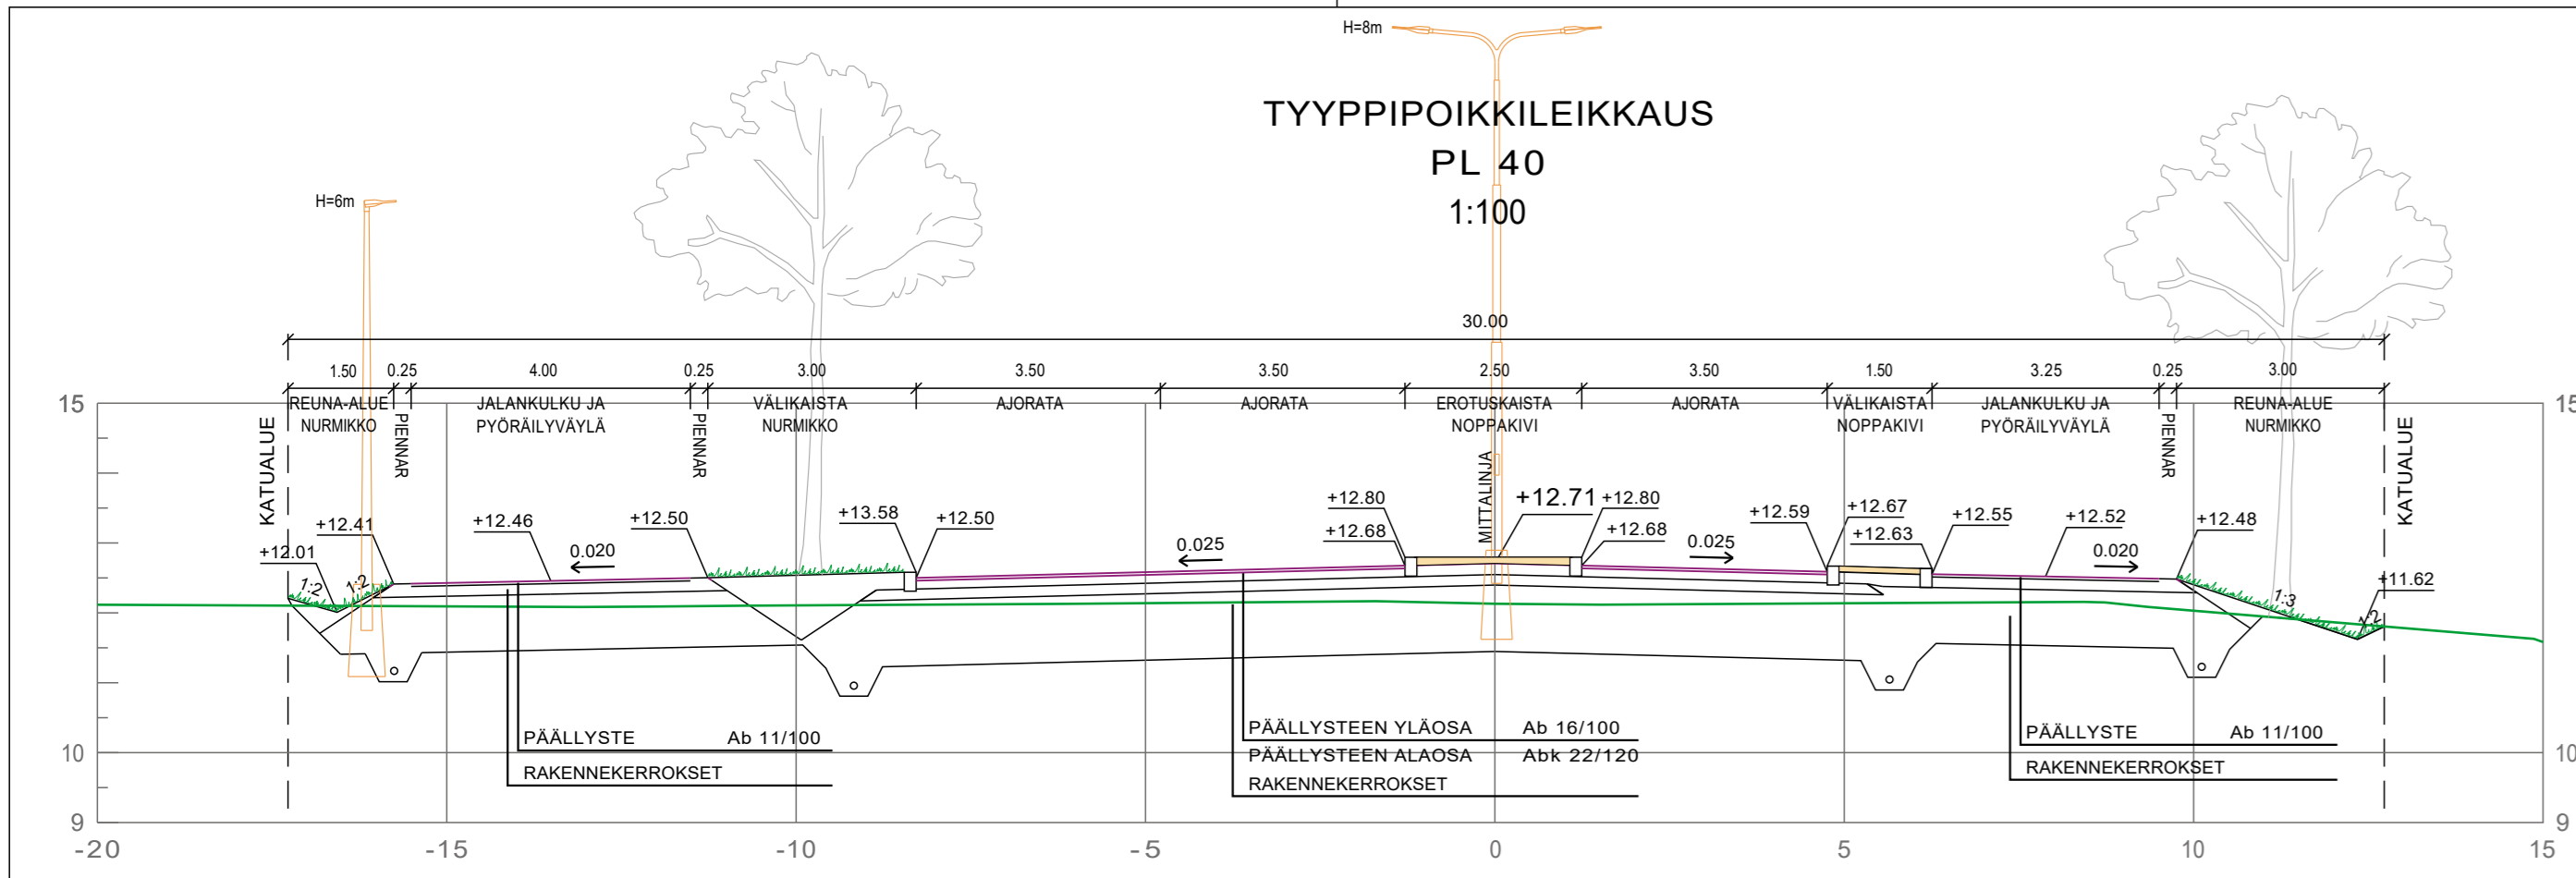 H=8m
TYYPPIPOIKKILEIKKAUS
PL 40
1:100
H=6m
30.00
1.50 0.25 4.00 0.25 3.00 3.50 3.50 2.50 3.50 1.50 3.25 0.25 3.00
15 REUNA-ALUE JALANKULKU JA VÄLIKAISTA AJORATA AJORATA EROTUSKAISTA AJORATA VÄLIKAISTA JALANKULKU JA REUNA-ALUE 15
NURMIKKO PYÖRÄILYVÄYLÄ NURMIKKO NOPPAKIVI NOPPAKIVI PYÖRÄILYVÄYLÄ NURMIKKO
KATUALUE
PIENNAR
PIENNAR
MITTALINJA
PIENNAR
KATUALUE
+12.01
+12.41
+12.46
+12.50
+13.58
+12.50
+12.80
+12.68
+12.71
+12.80
+12.68
+12.59
+12.67
+12.63
+12.55
+12.52
+12.48
+11.62
0.020
0.025
0.025
0.020
1:2
1:2
1:3
1:2
PÄÄLLYSTE Ab 11/100
RAKENNEKERROKSET
PÄÄLLYSTEEN YLÄOSA Ab 16/100
PÄÄLLYSTEEN ALAOSA Abk 22/120
RAKENNEKERROKSET
PÄÄLLYSTE Ab 11/100
RAKENNEKERROKSET
10 10
9 9
-20 -15 -10 -5 0 5 10 15